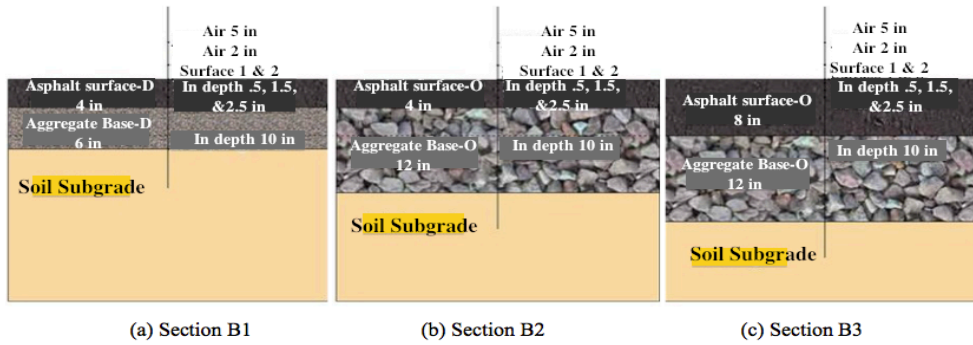 Air 5 in
Air 2 in
Surface 1 & 2
Asphalt surface-D
4 in
In depth .5, 1.5,
&2.5 in
Aggregate Base-D
6 in
In depth 10 in
Soil Subgrade
(a) Section B1
Air 5 in
Air 2 in
Surface 1 & 2
Asphalt surface-O
4 in
In depth .5, 1.5,
&2.5 in
Aggregate Base-O
12 in
In depth 10 in
Soil Subgrade
(b) Section B2
Air 5 in
Air 2 in
Surface 1 & 2
Asphalt surface-O
8 in
In depth .5, 1.5,
&2.5 in
Aggregate Base-O
12 in
In depth 10 in
Soil Subgrade
(c) Section B3